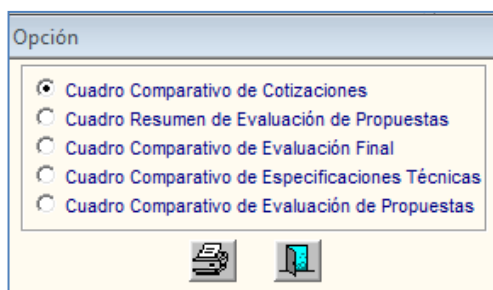 Opción
Cuadro Comparativo de Cotizaciones
Cuadro Resumen de Evaluación de Propuestas
Cuadro Comparativo de Evaluación Final
Cuadro Comparativo de Especificaciones Técnicas
Cuadro Comparativo de Evaluación de Propuestas